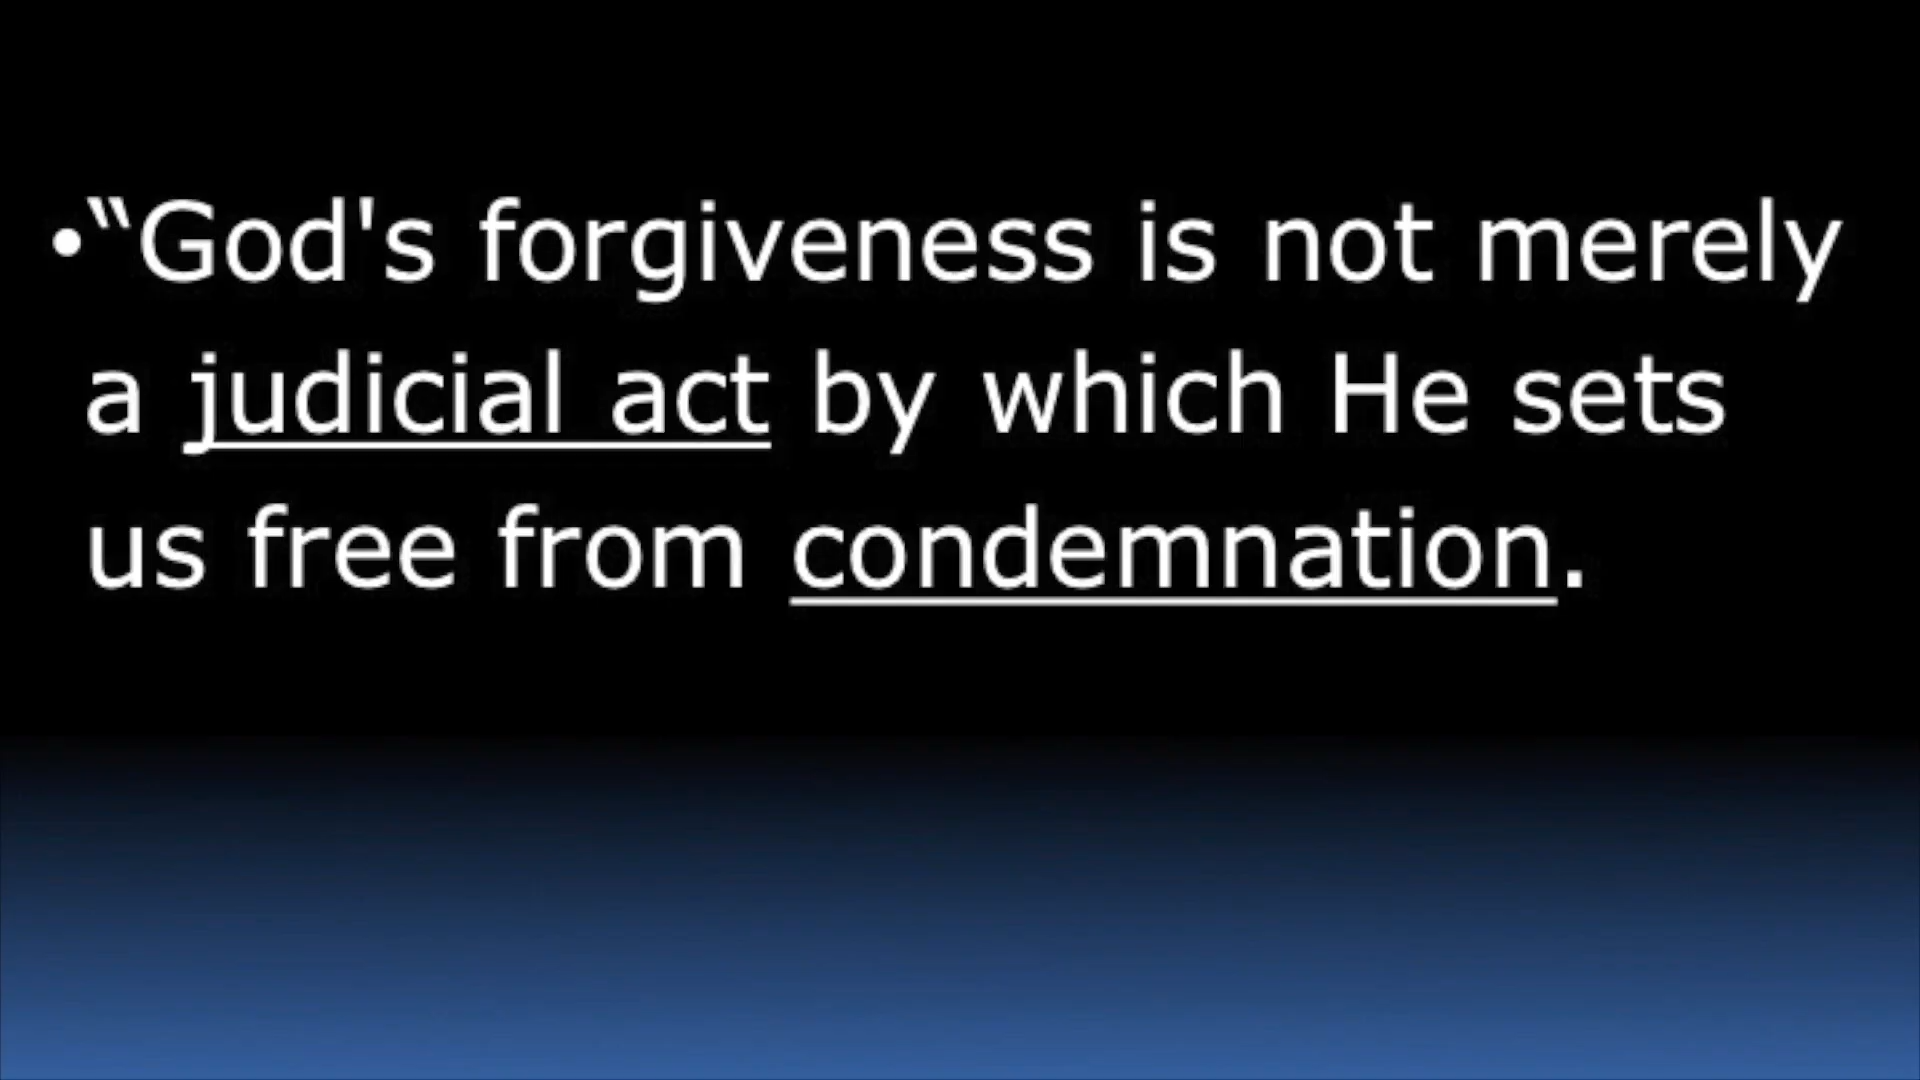 •“God's forgiveness is not merely
a judicial act by which He sets
us free from condemnation.